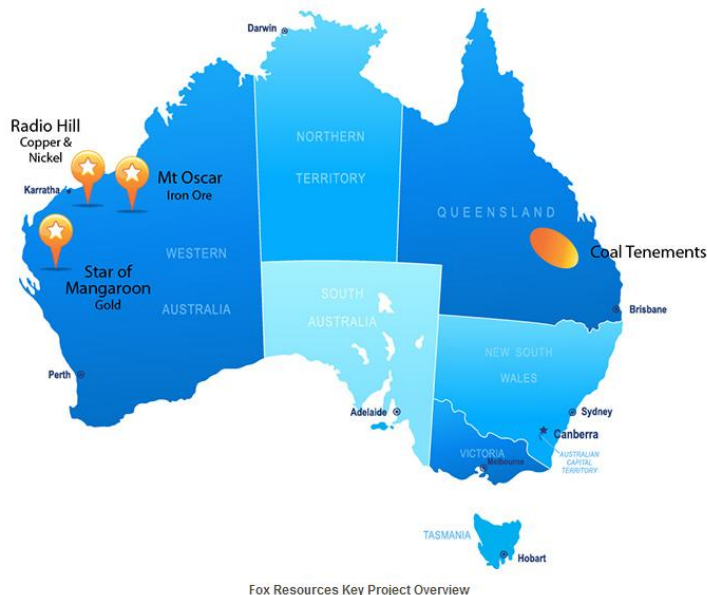 Darwin
NORTHERN
TERRITORY
Radio Hill
Copper &
Nickel
Mt Oscar
Iron Ore
Karratha
Star of
Mangaroon
Gold
WESTERN
AUSTRALIA
QUEENSLAND
Coal Tenements
SOUTH
AUSTRALIA
Brisbane
NEW SOUTH
WALES
Perth
Adelaide
Sydney
Canberra
AUSTRALIAN
CAPITAL
TERRITORY
VICTORIA
Melbourne
TASMANIA
Hobart
Fox Resources Key Project Overview